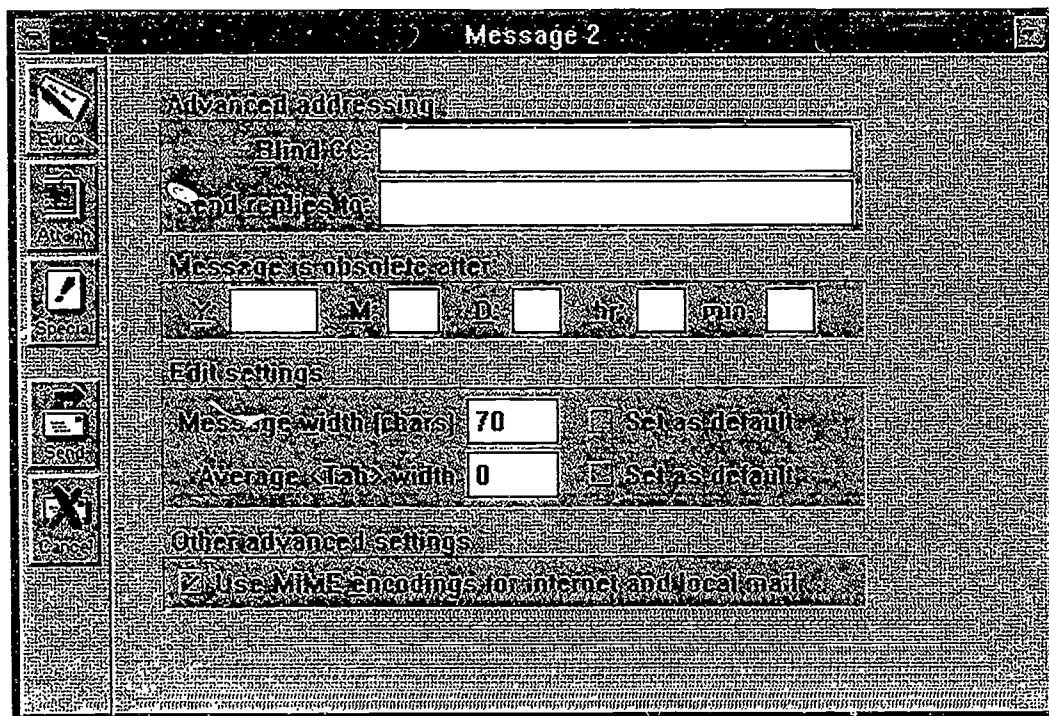 Message 2
Editor
Attach
Special
Send
Cancel
Advanced addressing
Blind CC:
Send replies to:
Message is obsolete after:
Y M D hr min
Edit settings
Message width (chars) 70 Set as default
Average <Tab> width 0 Set as default
Other advanced settings
Use MIME encodings for internet and local mail